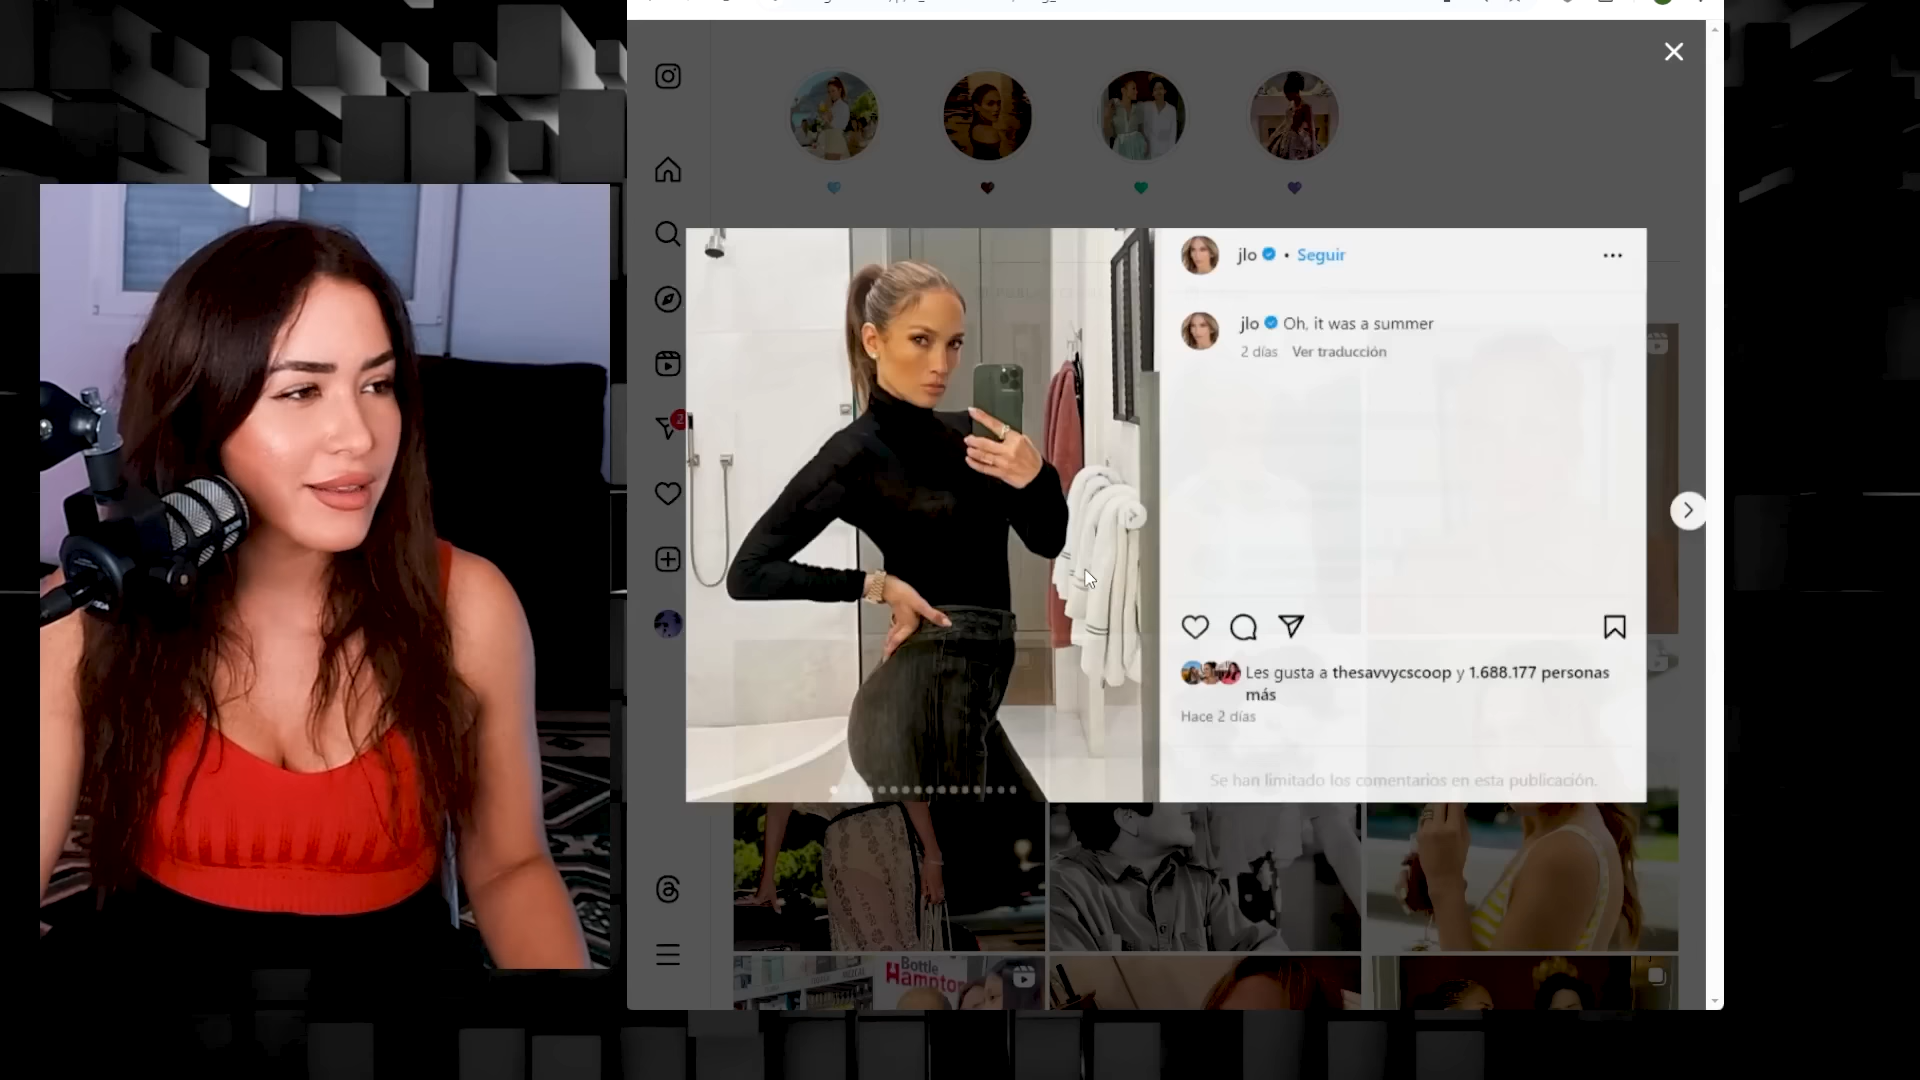 2
jlo • Seguir
jlo Oh, it was a summer
2 días Ver traducción
Les gusta a thesavvycscoop y 1.688.177 personas
más
Hace 2 días
Se han limitado los comentarios en esta publicación.
Bottle
Hampton